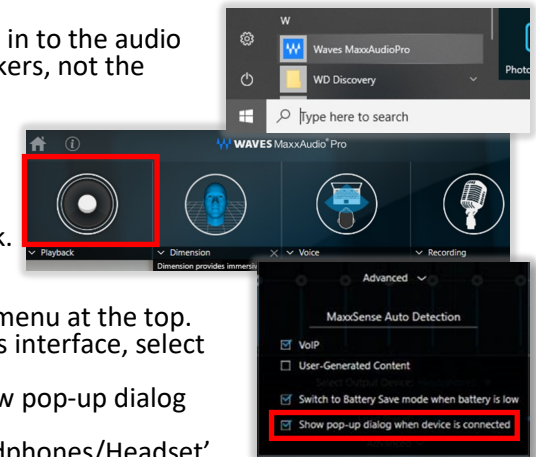 in to the audio
kers, not the
W
Waves MaxxAudioPro
Photo
WD Discovery
Type here to search
WAVES MaxxAudio® Pro
k.
Playback
Dimension
Voice
Recording
Dimension provides immersi
menu at the top.
s interface, select
w pop-up dialog
dphones/Headset'
Advanced
MaxxSense Auto Detection
VoIP
User-Generated Content
Switch to Battery Save mode when battery is low
Show pop-up dialog when device is connected